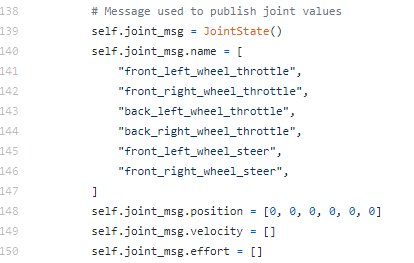 138 # Message used to publish joint values
139 self.joint_msg = JointState()
140 self.joint_msg.name = [
141 "front_left_wheel_throttle",
142 "front_right_wheel_throttle",
143 "back_left_wheel_throttle",
144 "back_right_wheel_throttle",
145 "front_left_wheel_steer",
146 "front_right_wheel_steer",
147 ]
148 self.joint_msg.position = [0, 0, 0, 0, 0, 0]
149 self.joint_msg.velocity = []
150 self.joint_msg.effort = []